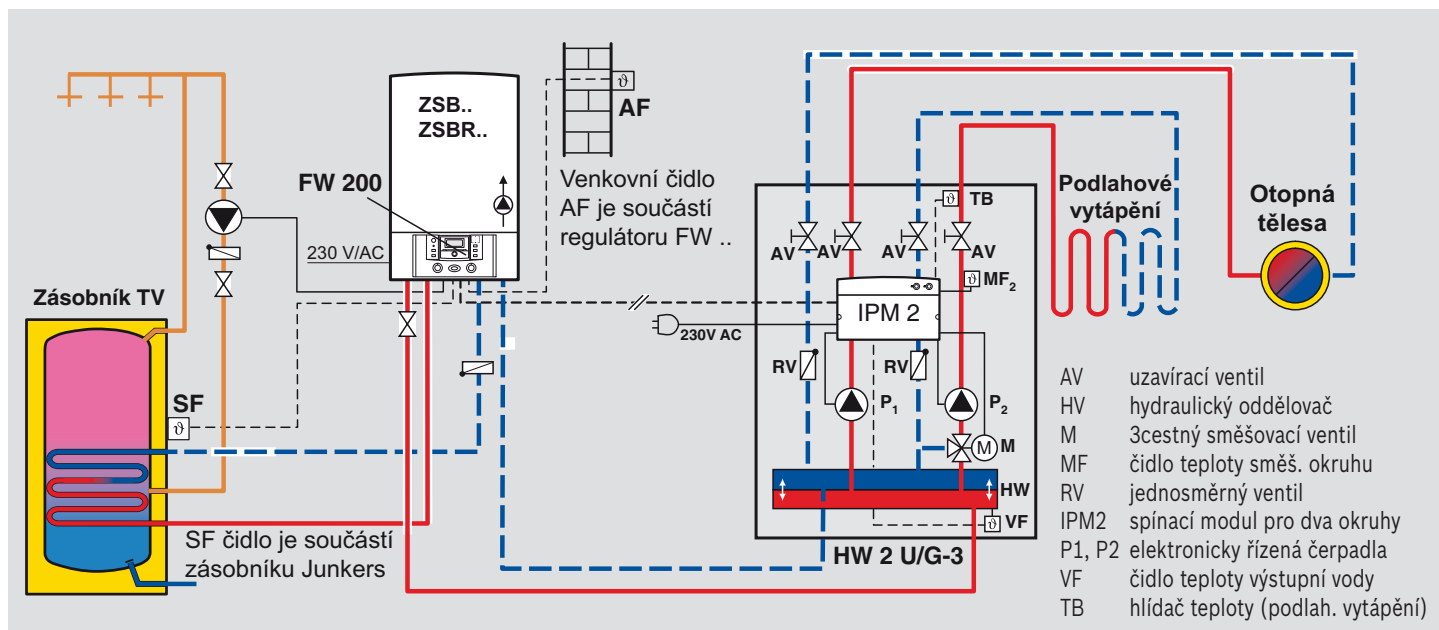 ZSB..
ZSBR..
FW 200
230 V/AC
ϑ
AF
Venkovní čidlo
AF je součástí
regulátoru FW ..
Zásobník TV
SF
ϑ
SF čidlo je součástí
zásobníku Junkers
ϑ TB
AV AV AV AV
ϑ MF2
IPM 2
230V AC
RV RV
P1 P2
M M
HW
ϑ VF
HW 2 U/G-3
Podlahové
vytápění
Otopná
tělesa
AV uzavírací ventil
HV hydraulický oddělovač
M 3cestný směšovací ventil
MF čidlo teploty směš. okruhu
RV jednosměrný ventil
IPM2 spínací modul pro dva okruhy
P1, P2 elektronicky řízená čerpadla
VF čidlo teploty výstupní vody
TB hlídač teploty (podlah. vytápění)